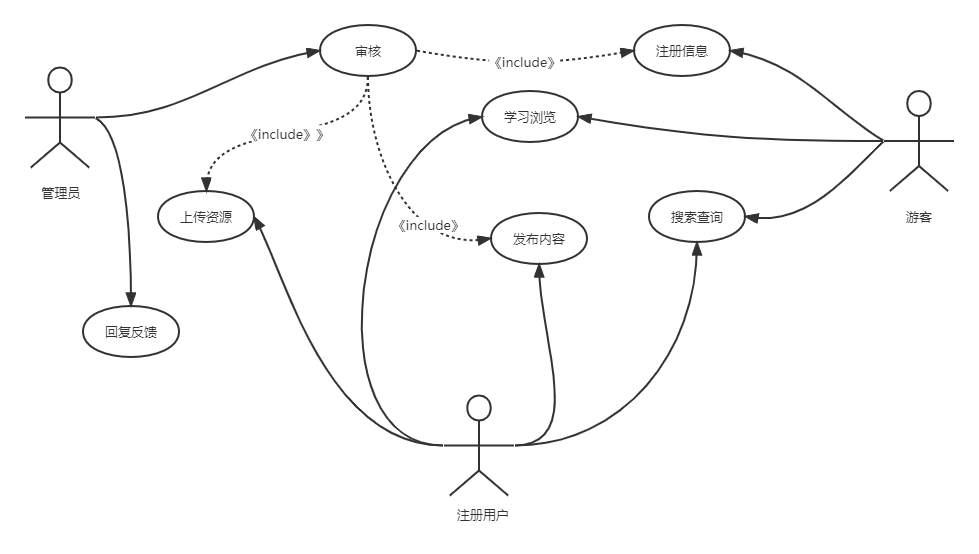 审核
《include》
注册信息
学习浏览
《include》》
管理员
上传资源
《include》
发布内容
搜索查询
游客
回复反馈
注册用户